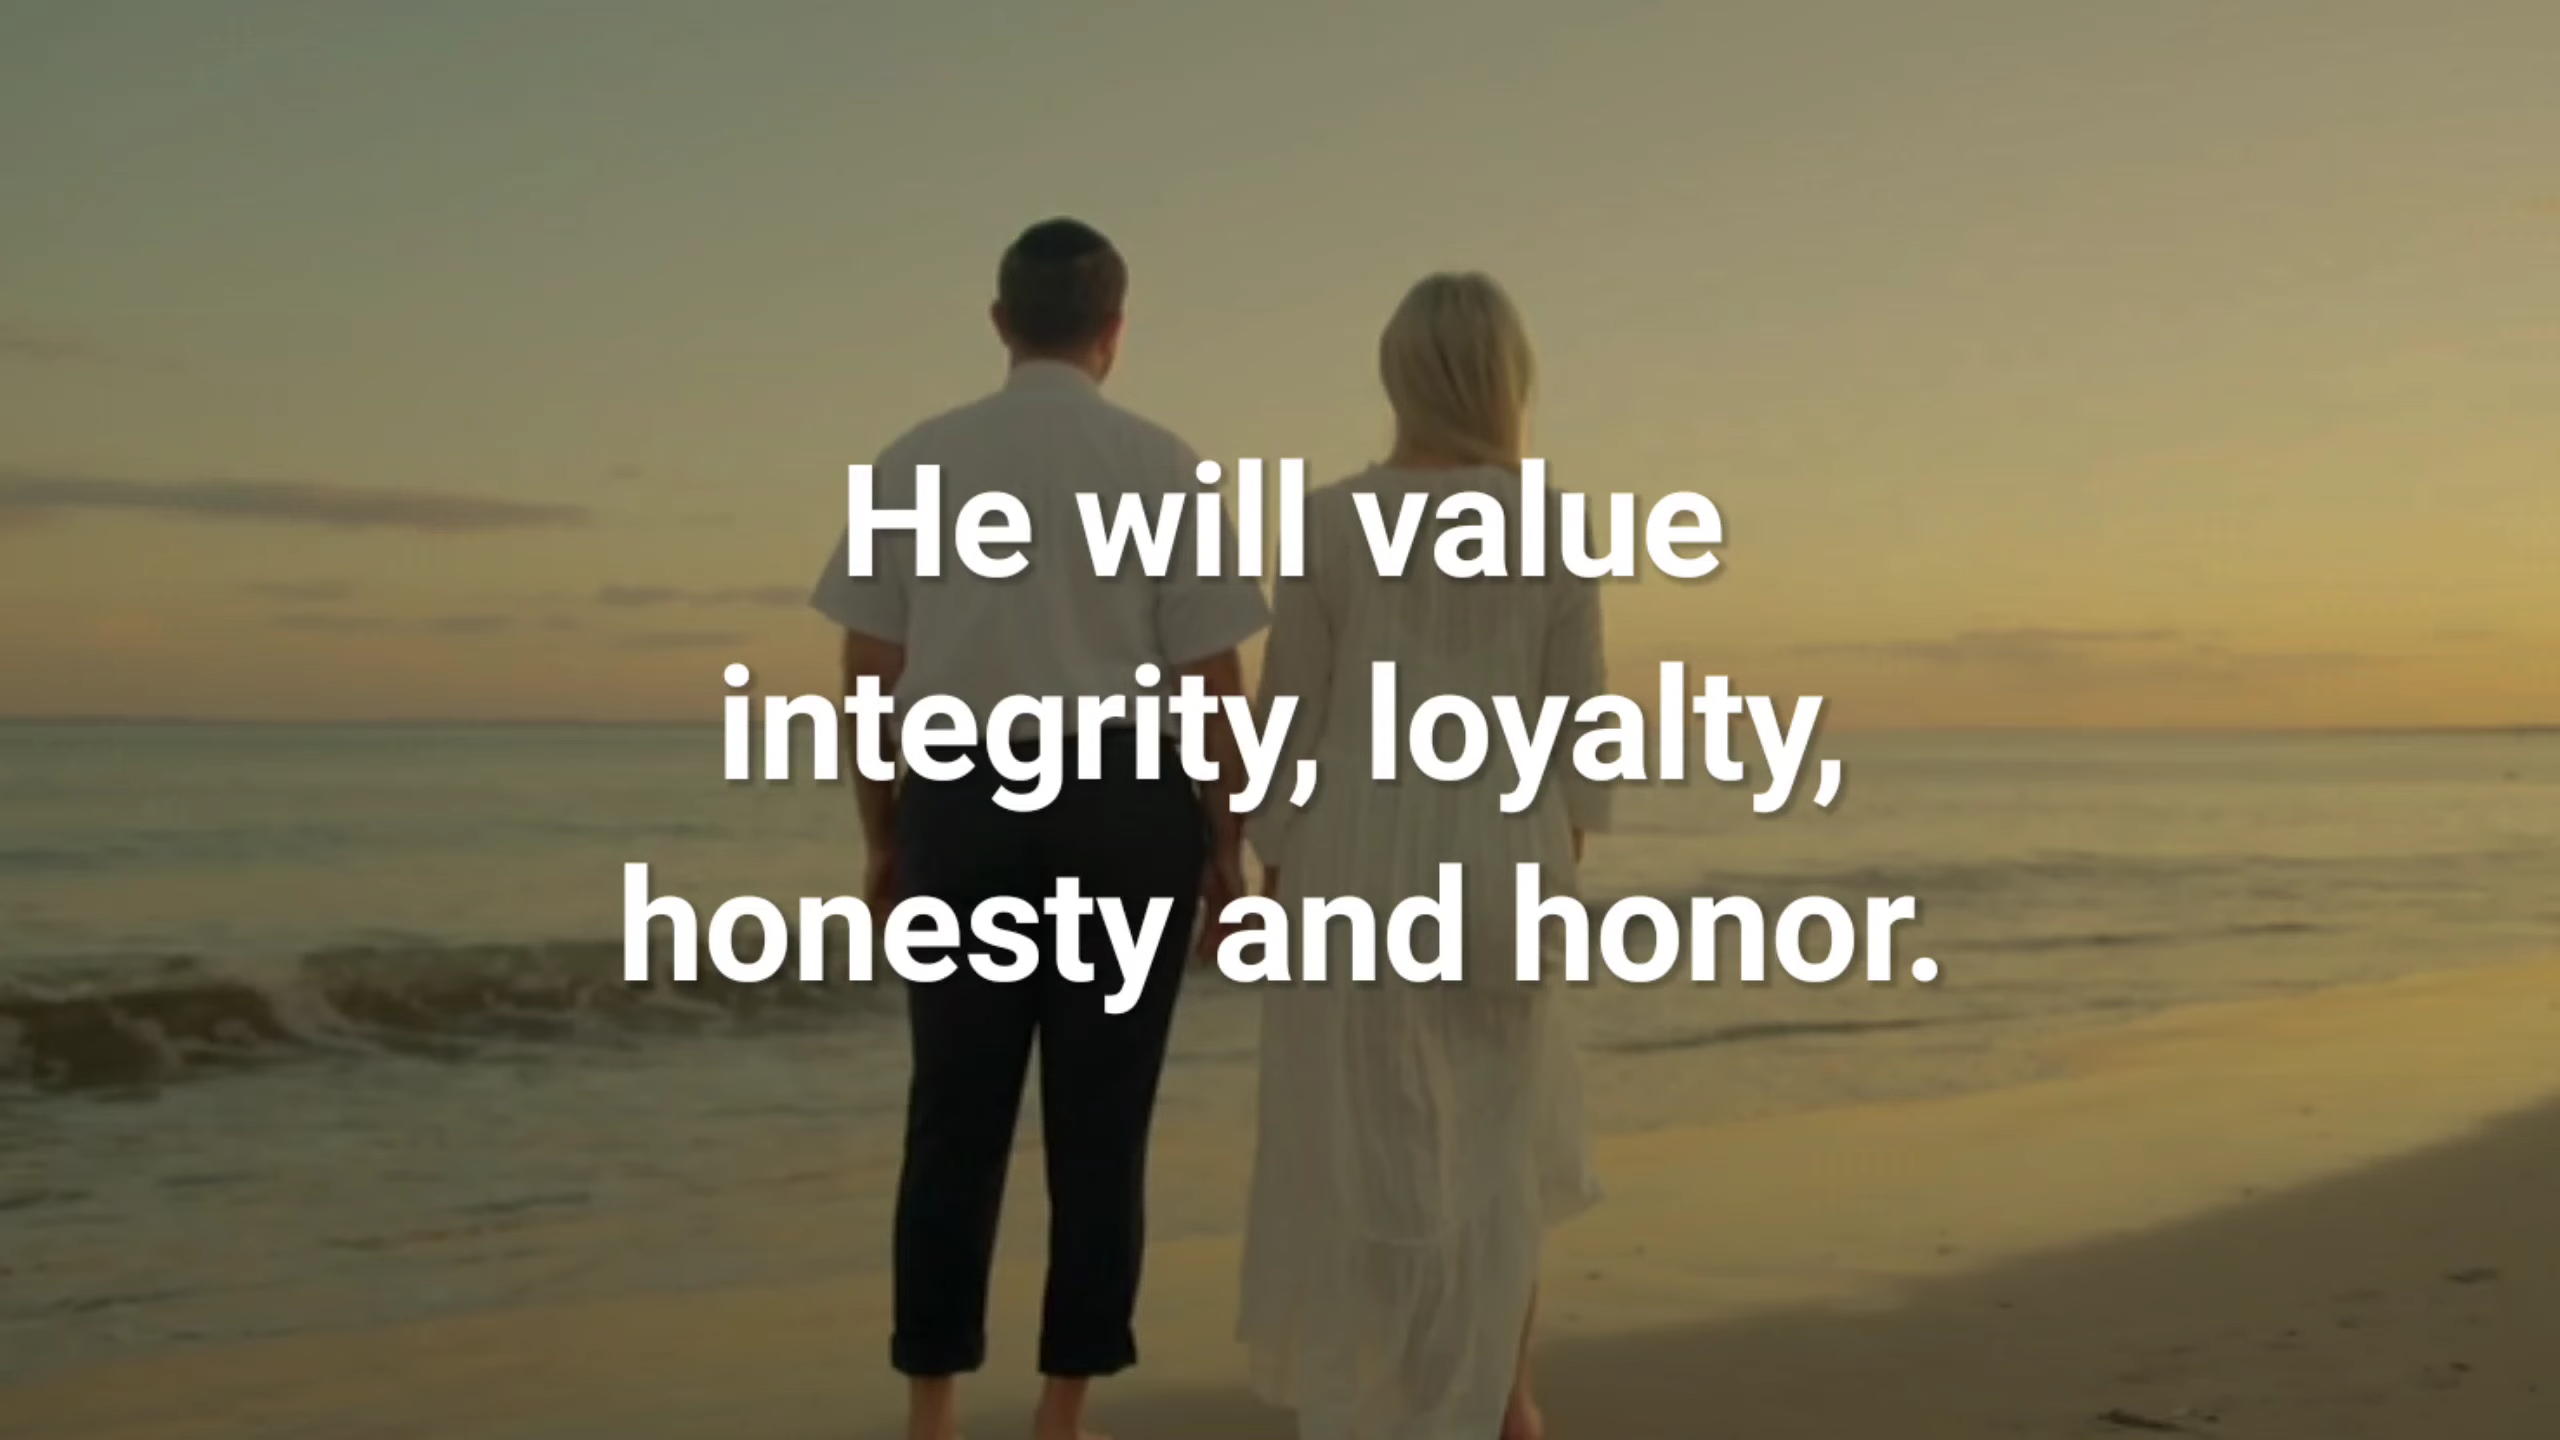 He will value
integrity, loyalty,
honesty and honor.